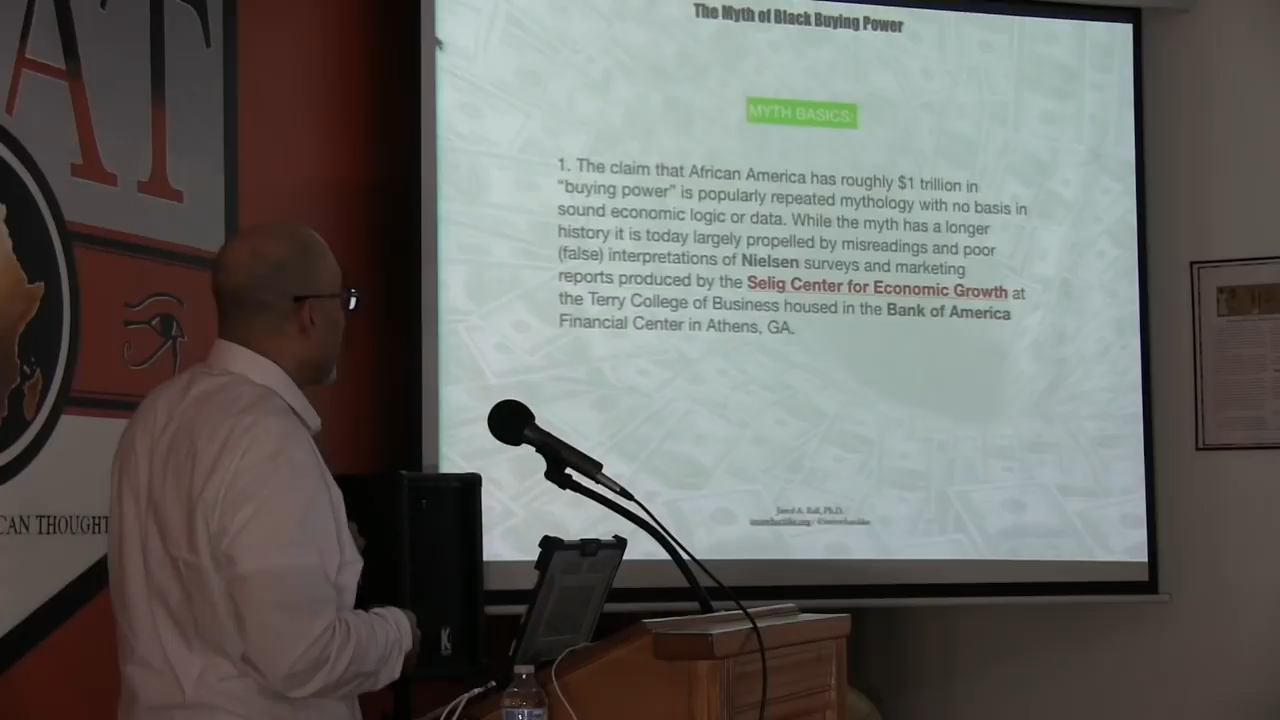 AT
CAN THOUGHT
The Myth of Black Buying Power
MYTH BASICS:
1. The claim that African America has roughly $1 trillion in
“buying power” is popularly repeated mythology with no basis in
sound economic logic or data. While the myth has a longer
history it is today largely propelled by misreadings and poor
(false) interpretations of Nielsen surveys and marketing
reports produced by the Selig Center for Economic Growth at
the Terry College of Business housed in the Bank of America
Financial Center in Athens, GA.
Jared A. Ball, Ph.D.
K